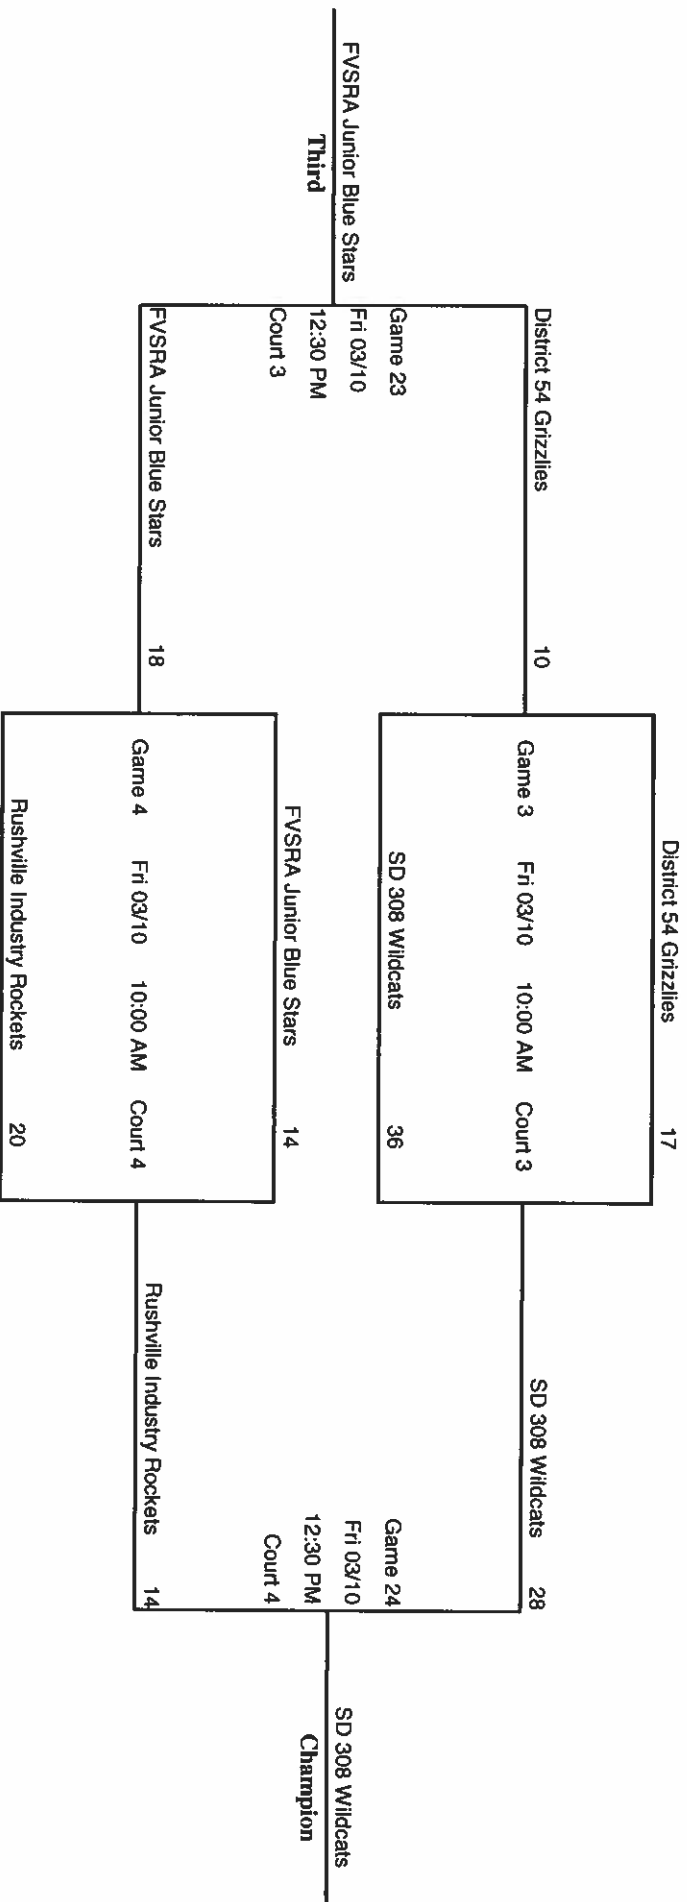 District 54 Grizzlies 17
Game 3 Fri 03/10 10:00 AM Court 3
SD 308 Wildcats 36
FVSRA Junior Blue Stars 14
Game 4 Fri 03/10 10:00 AM Court 4
Rushville Industry Rockets 20
District 54 Grizzlies 10
Game 23
Fri 03/10
12:30 PM
Court 3
FVSRA Junior Blue Stars 18
FVSRA Junior Blue Stars
Third
SD 308 Wildcats 28
Game 24
Fri 03/10
12:30 PM
Court 4
Rushville Industry Rockets 14
SD 308 Wildcats
Champion